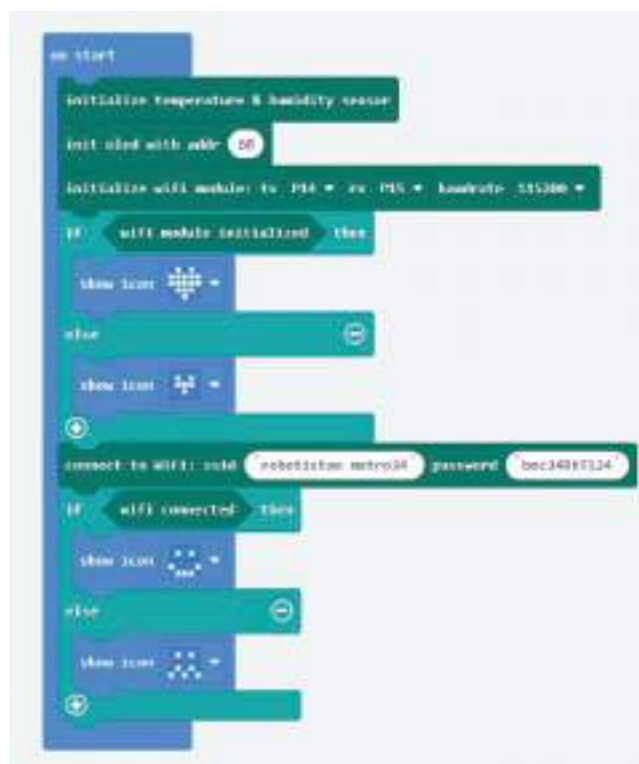 on start
initialize temperature & humidity sensor
init oled with addr 60
initialize wifi module: tx P14 rx P15 baudrate 115200
if wifi module initialized then
show icon
else
show icon
connect to WiFi: ssid robotistan metro34 password
if wifi connected then
show icon
else
show icon